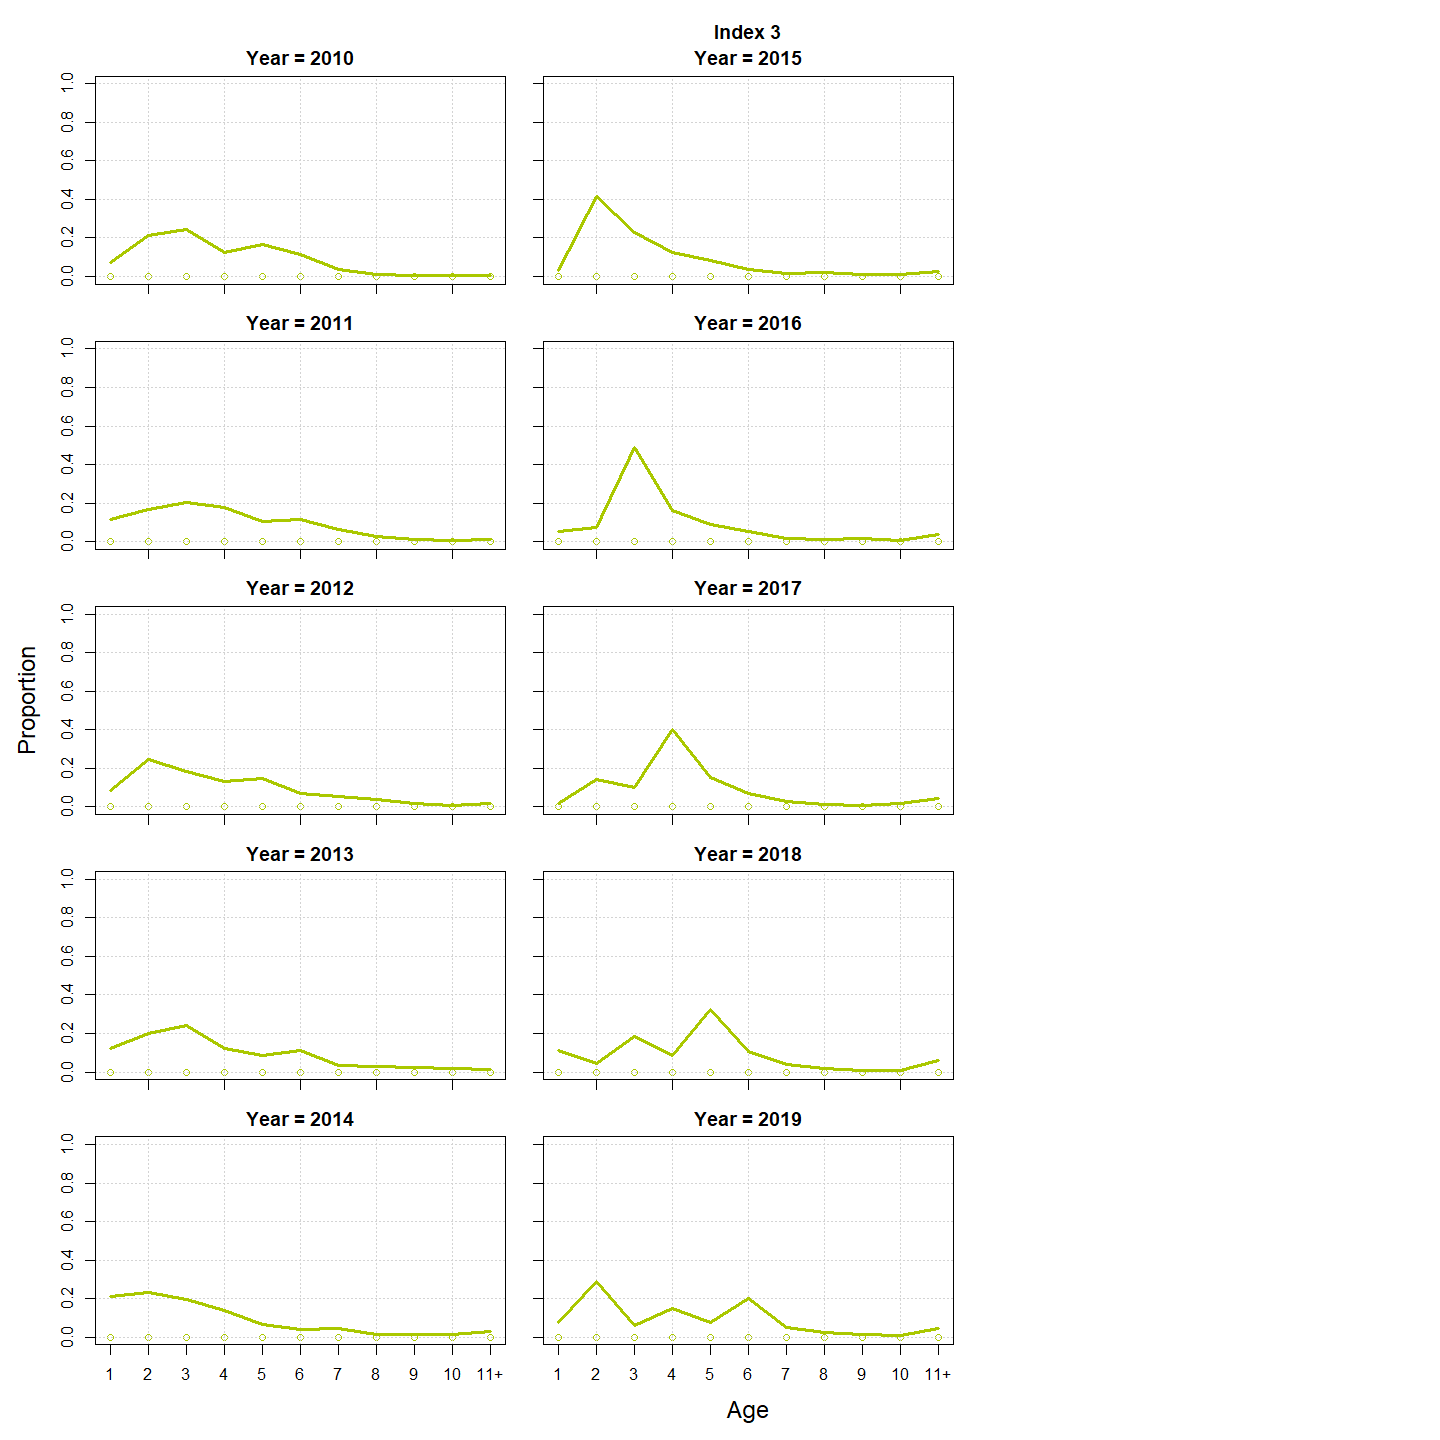 Index 3
Year = 2010
Year = 2015
1.0
0.8
0.6
0.4
0.2
0.0
Year = 2011
Year = 2016
1.0
0.8
0.6
0.4
0.2
0.0
Year = 2012
Year = 2017
1.0
0.8
0.6
0.4
0.2
0.0
Proportion
Year = 2013
Year = 2018
1.0
0.8
0.6
0.4
0.2
0.0
Year = 2014
Year = 2019
1.0
0.8
0.6
0.4
0.2
0.0
1 2 3 4 5 6 7 8 9 10 11+
1 2 3 4 5 6 7 8 9 10 11+
Age